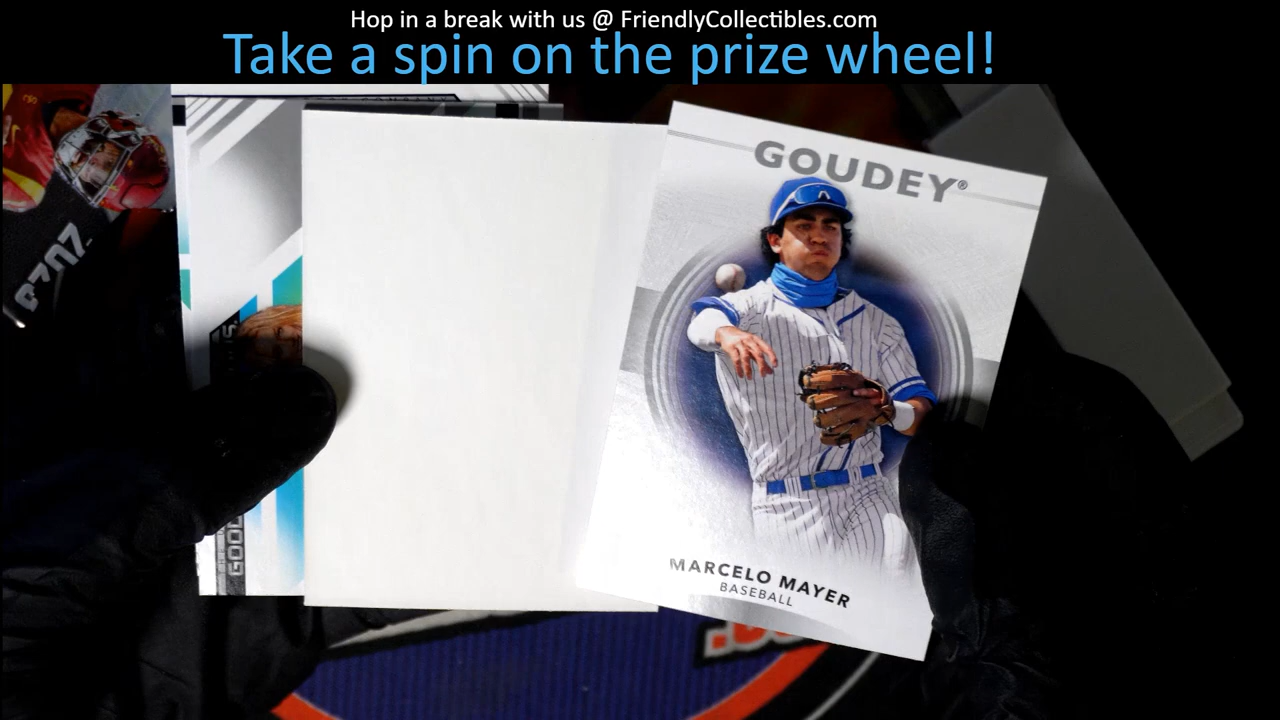 Hop in a break with us @ FriendlyCollectibles.com
Take a spin on the prize wheel!
GOUDEY®
MARCELO MAYER
BASEBALL